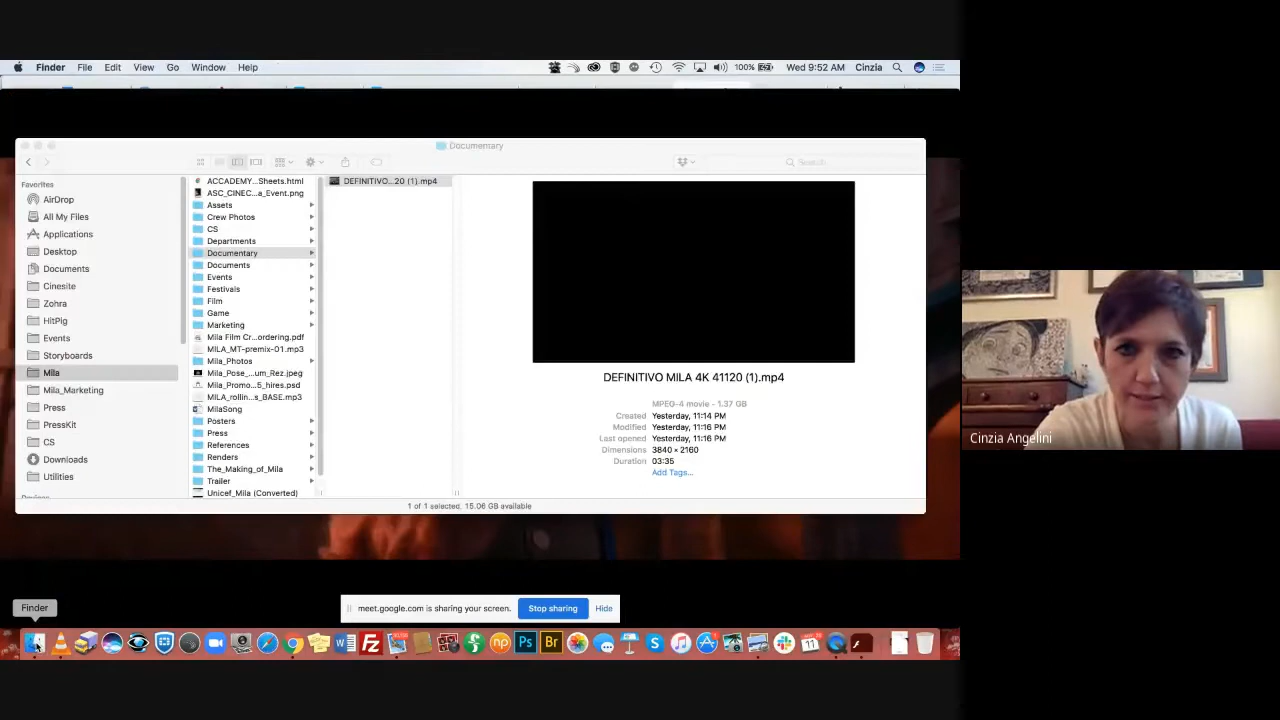 Finder File Edit View Go Window Help 100% Wed 9:52 AM Cinzia
Documentary
Search
Favorites
AirDrop
All My Files
Applications
Desktop
Documents
Cinesite
Zohra
HitPig
Events
Storyboards
Mila
Mila_Marketing
Press
PressKit
CS
Downloads
Utilities
Devices
ACCADEMY...Sheets.html
ASC_CINEC...a_Event.png
Assets
Crew Photos
CS
Departments
Documentary
Documents
Events
Festivals
Film
Game
Marketing
Mila Film Cr...ordering.pdf
MILA_MT-premix-01.mp3
Mila_Photos
Mila_Pose_...um_Rez.jpeg
Mila_Promo...5_hires.psd
MILA_rollin...s_BASE.mp3
MilaSong
Posters
Press
References
Renders
The_Making_of_Mila
Trailer
Unicef_Mila (Converted)
DEFINITIVO...20 (1).mp4
DEFINITIVO MILA 4K 41120 (1).mp4
MPEG-4 movie - 1.37 GB
Created Yesterday, 11:14 PM
Modified Yesterday, 11:16 PM
Last opened Yesterday, 11:16 PM
Dimensions 3840 × 2160
Duration 03:35
Add Tags...
1 of 1 selected, 15.06 GB available
Cinzia Angelini
Finder
meet.google.com is sharing your screen. Stop sharing Hide
FZ
np
Ps
Br
S
11